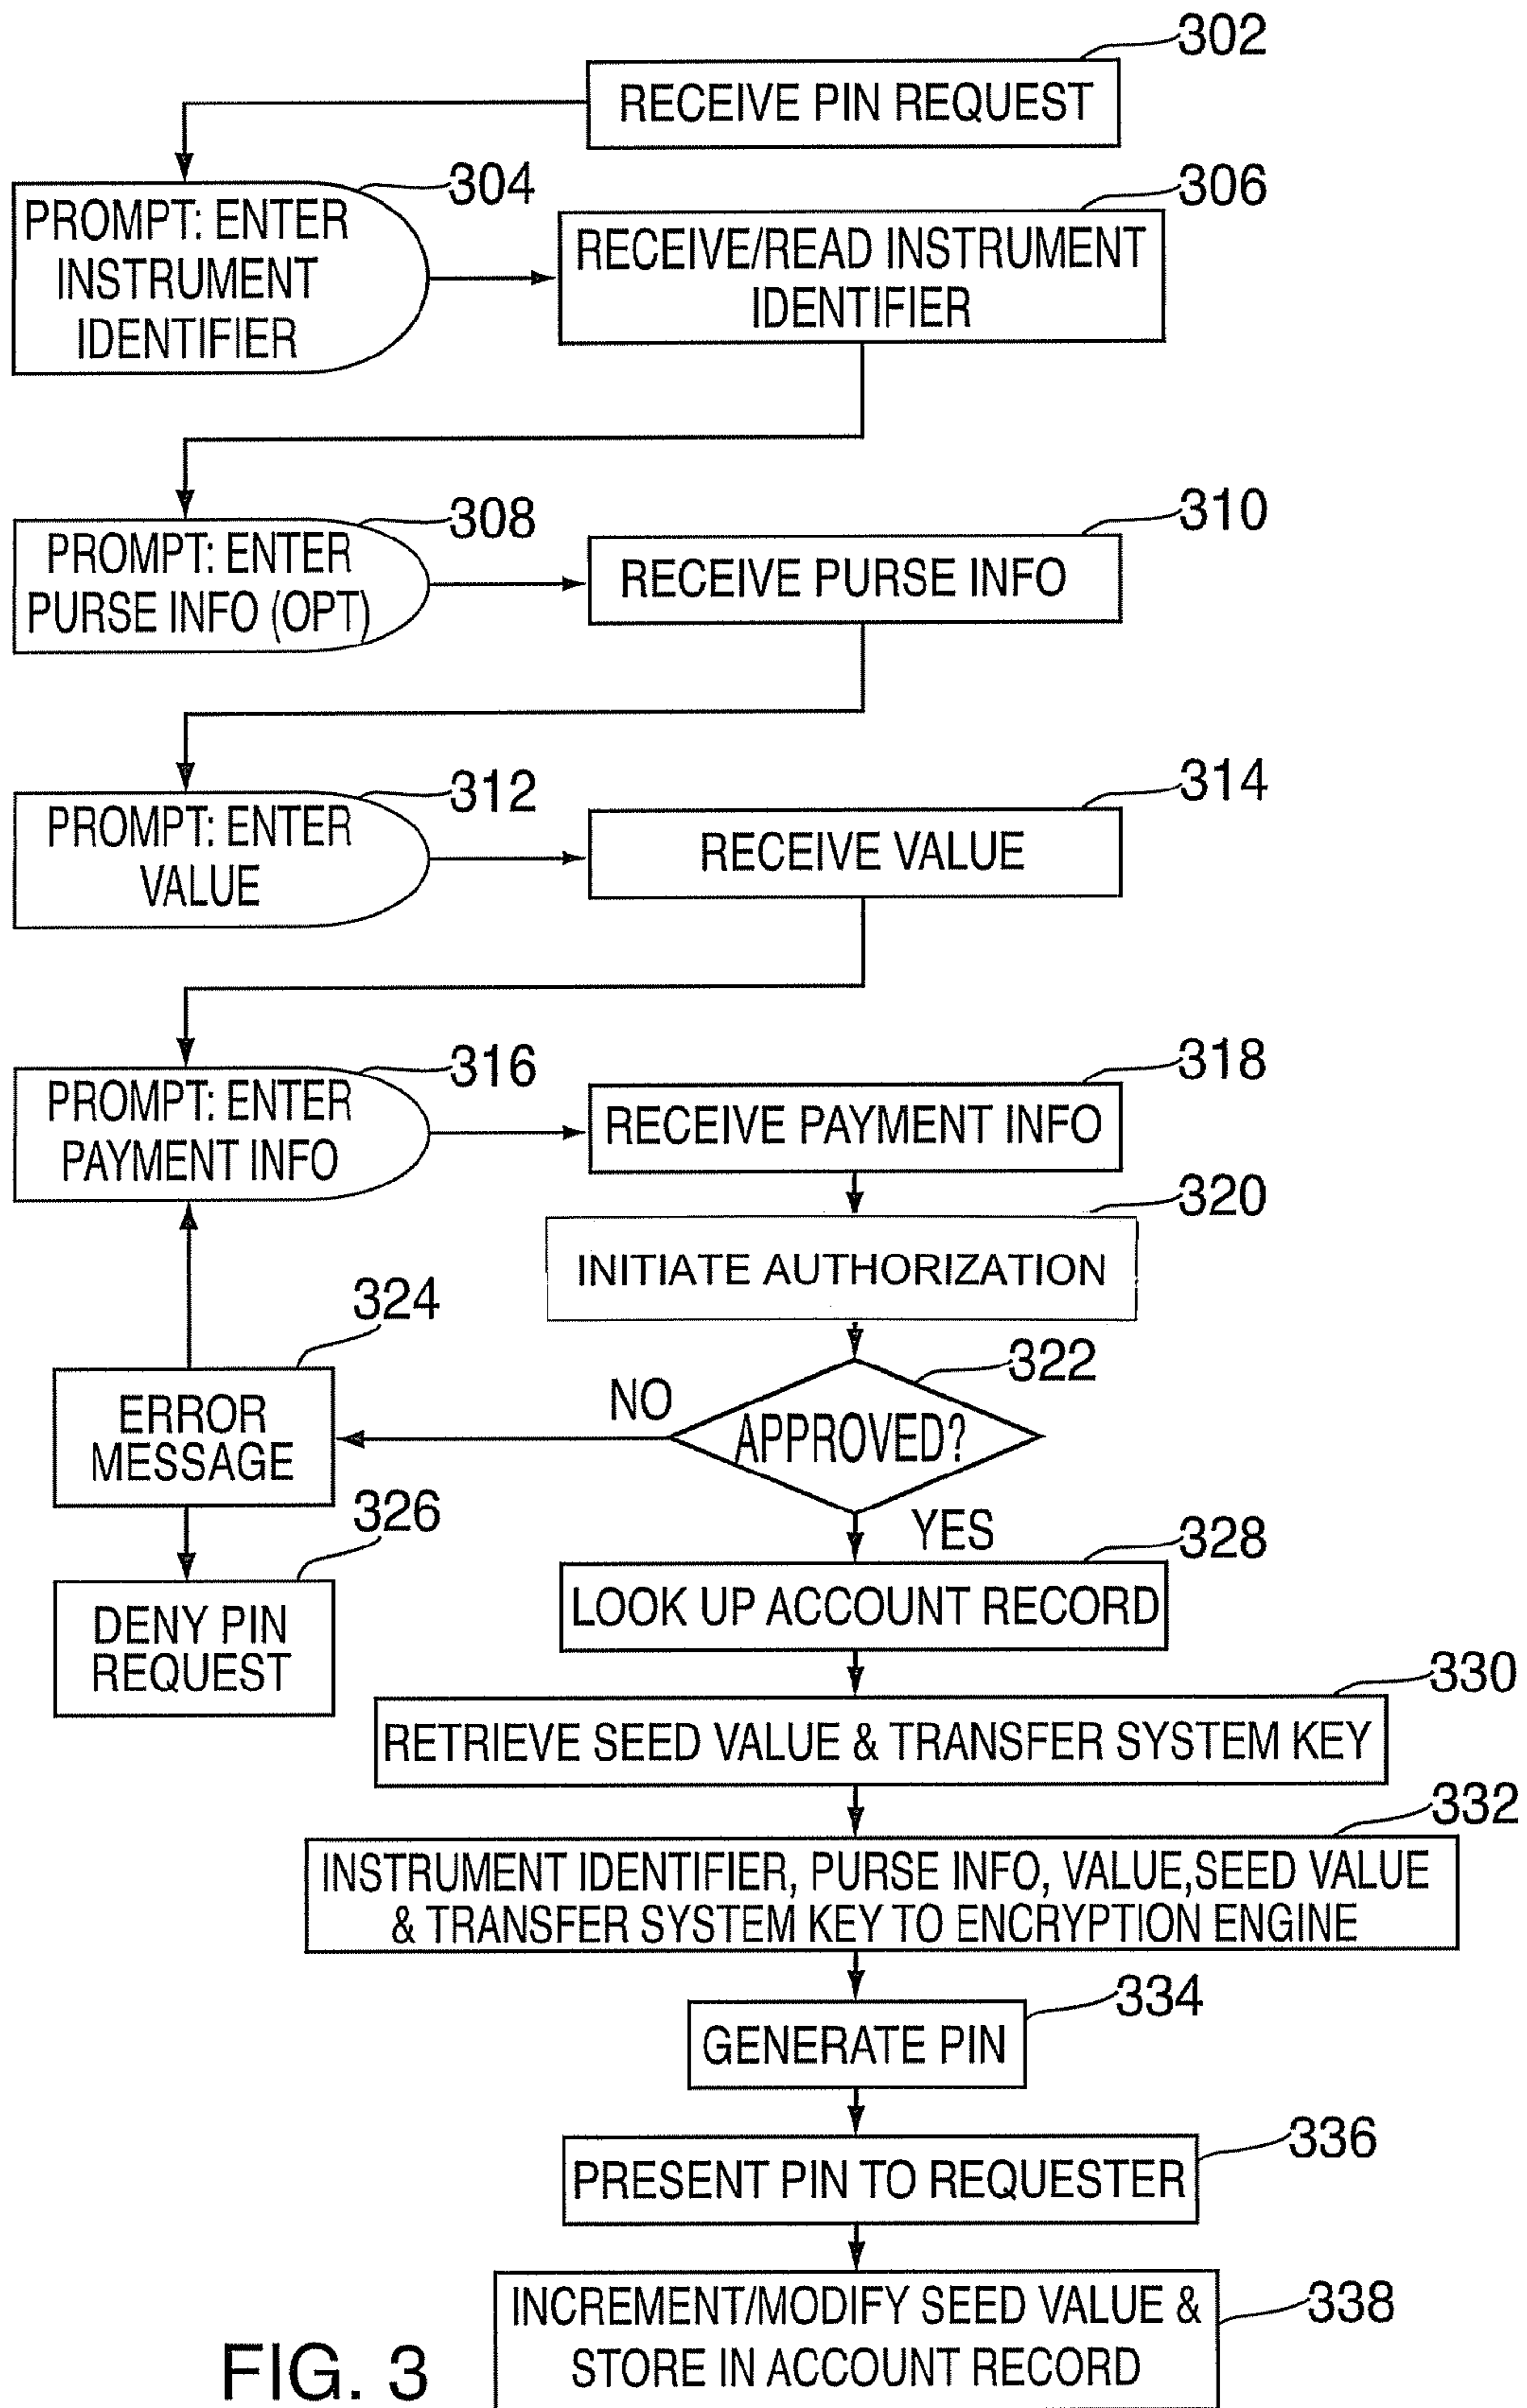 302
RECEIVE PIN REQUEST
304
PROMPT: ENTER
INSTRUMENT
IDENTIFIER
306
RECEIVE/READ INSTRUMENT
IDENTIFIER
308
PROMPT: ENTER
PURSE INFO (OPT)
310
RECEIVE PURSE INFO
312
PROMPT: ENTER
VALUE
314
RECEIVE VALUE
316
PROMPT: ENTER
PAYMENT INFO
318
RECEIVE PAYMENT INFO
320
INITIATE AUTHORIZATION
322
APPROVED?
NO
324
ERROR
MESSAGE
326
DENY PIN
REQUEST
YES
328
LOOK UP ACCOUNT RECORD
330
RETRIEVE SEED VALUE & TRANSFER SYSTEM KEY
332
INSTRUMENT IDENTIFIER, PURSE INFO, VALUE,SEED VALUE
& TRANSFER SYSTEM KEY TO ENCRYPTION ENGINE
334
GENERATE PIN
336
PRESENT PIN TO REQUESTER
338
INCREMENT/MODIFY SEED VALUE &
STORE IN ACCOUNT RECORD
FIG. 3